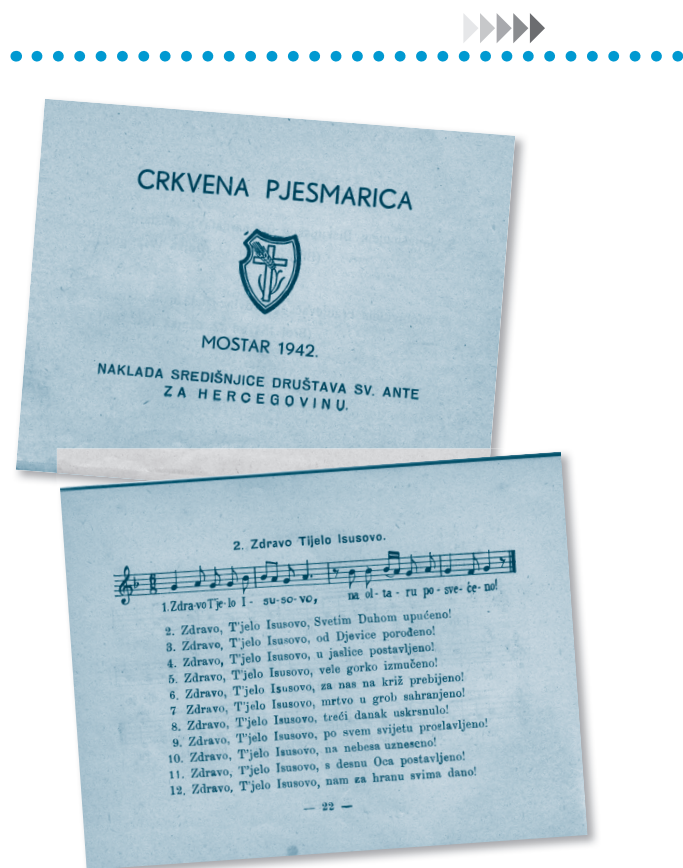 CRKVENA PJESMARICA
MOSTAR 1942.
NAKLADA SREDIŠNJICE DRUŠTAVA SV. ANTE
ZA HERCEGOVINU.
2. Zdravo Tijelo Isusovo.
1. Zdra-vo Tje-lo I- su-so-vo, na ol-ta-ru po-sve-će-no!
2. Zdravo, T'jelo Isusovo, Svetim Duhom upućeno!
3. Zdravo, T'jelo Isusovo, od Djevice porođeno!
4. Zdravo, T'jelo Isusovo, u jaslice postavljeno!
5. Zdravo, T'jelo Isusovo, vele gorko izmučeno!
6. Zdravo, T'jelo Isusovo, za nas na križ prebijeno!
7 Zdravo, T'jelo Isusovo, mrtvo u grob sahranjeno!
8. Zdravo, T'jelo Isusovo, treći danak uskrsnulo!
9. Zdravo, T'jelo Isusovo, po svem svijetu proslavljeno!
10. Zdravo, T'jelo Isusovo, na nebesa uzneseno!
11. Zdravo, T'jelo Isusovo, s desnu Oca postavljeno!
12. Zdravo, T'jelo Isusovo, nam za hranu svima dano!
— 22 —